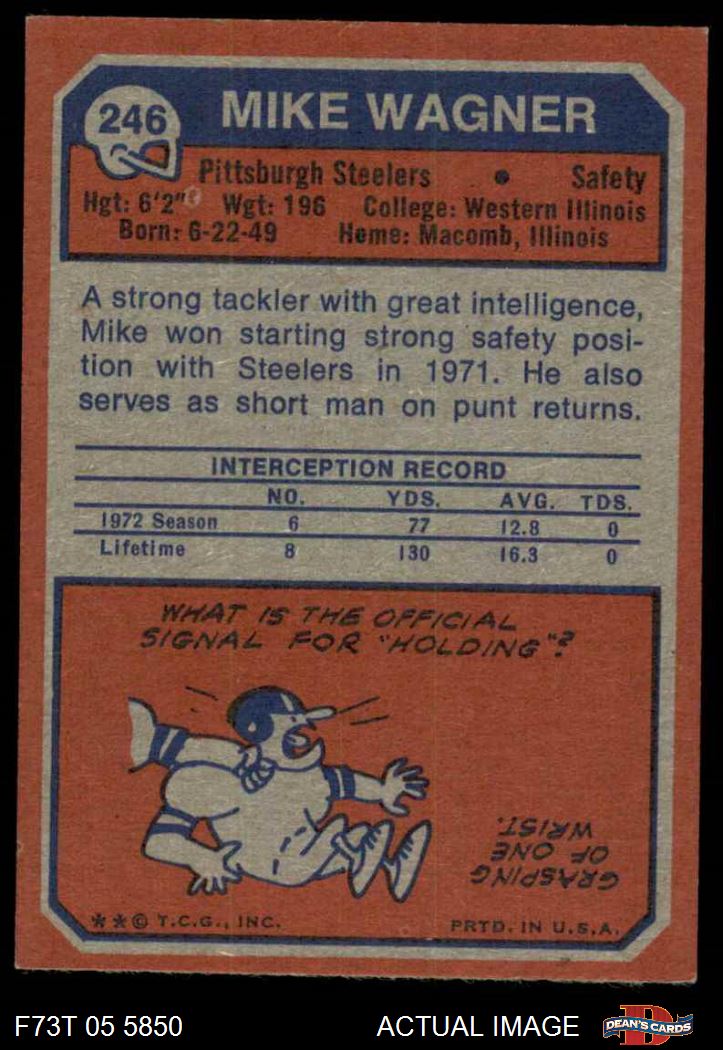 246
MIKE WAGNER
Pittsburgh Steelers • Safety
Hgt: 6'2" Wgt: 196 College: Western Illinois
Born: 6-22-49 Home: Macomb, Illinois
A strong tackler with great intelligence,
Mike won starting strong safety posi-
tion with Steelers in 1971. He also
serves as short man on punt returns.
INTERCEPTION RECORD
NO. YDS. AVG. TDS.
1972 Season 6 77 12.8 0
Lifetime 8 130 16.3 0
WHAT IS THE OFFICIAL
SIGNAL FOR "HOLDING"?
GRASPING
OF ONE
WRIST.
** © T.C.G., INC. PRTD. IN U.S.A.
F73T 05 5850 ACTUAL IMAGE D DEAN'S CARDS